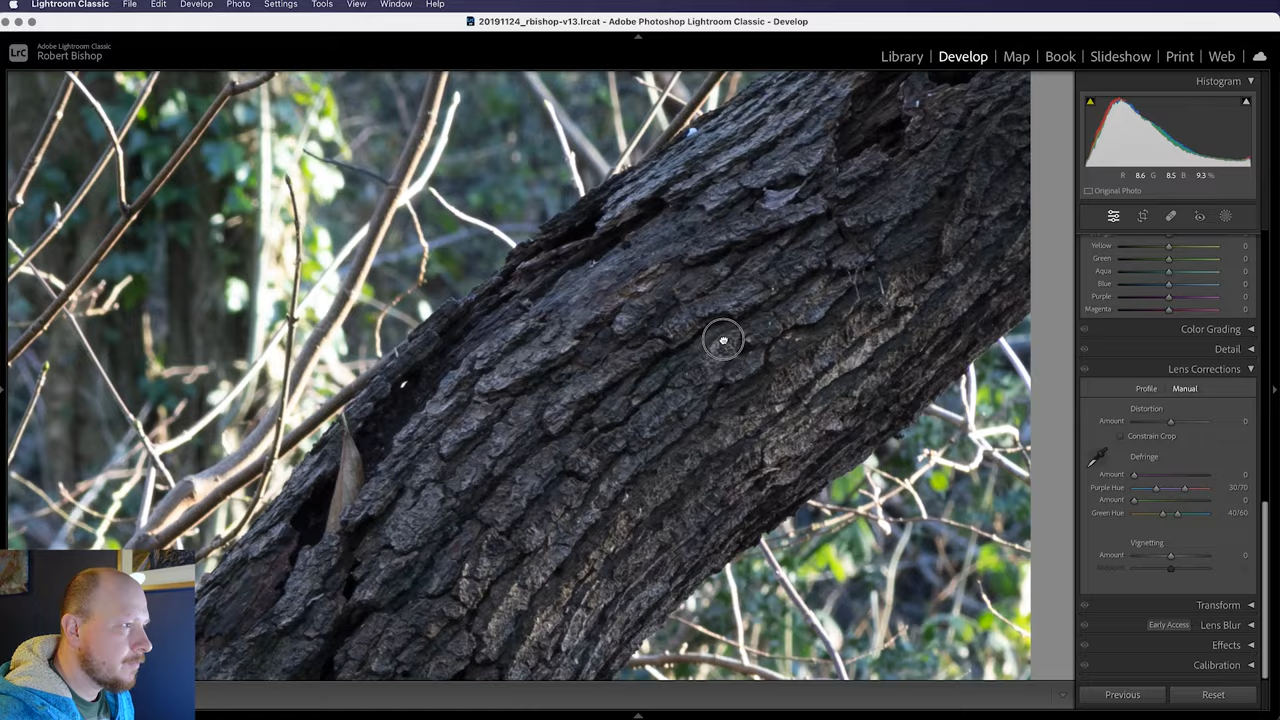 Lightroom Classic File Edit Develop Photo Settings Tools View Window Help
20191124_rbishop-v13.lrcat - Adobe Photoshop Lightroom Classic - Develop
LrC
Adobe Lightroom Classic
Robert Bishop
Library | Develop | Map | Book | Slideshow | Print | Web
Histogram
R 8.6 G 8.5 B 9.3 %
Original Photo
Yellow 0
Green 0
Aqua 0
Blue 0
Purple 0
Magenta 0
Color Grading
Detail
Lens Corrections
Profile Manual
Distortion
Amount 0
Constrain Crop
Defringe
Amount 0
Purple Hue 30/70
Amount 0
Green Hue 40/60
Vignetting
Amount 0
Transform
Early Access Lens Blur
Effects
Calibration
Previous Reset